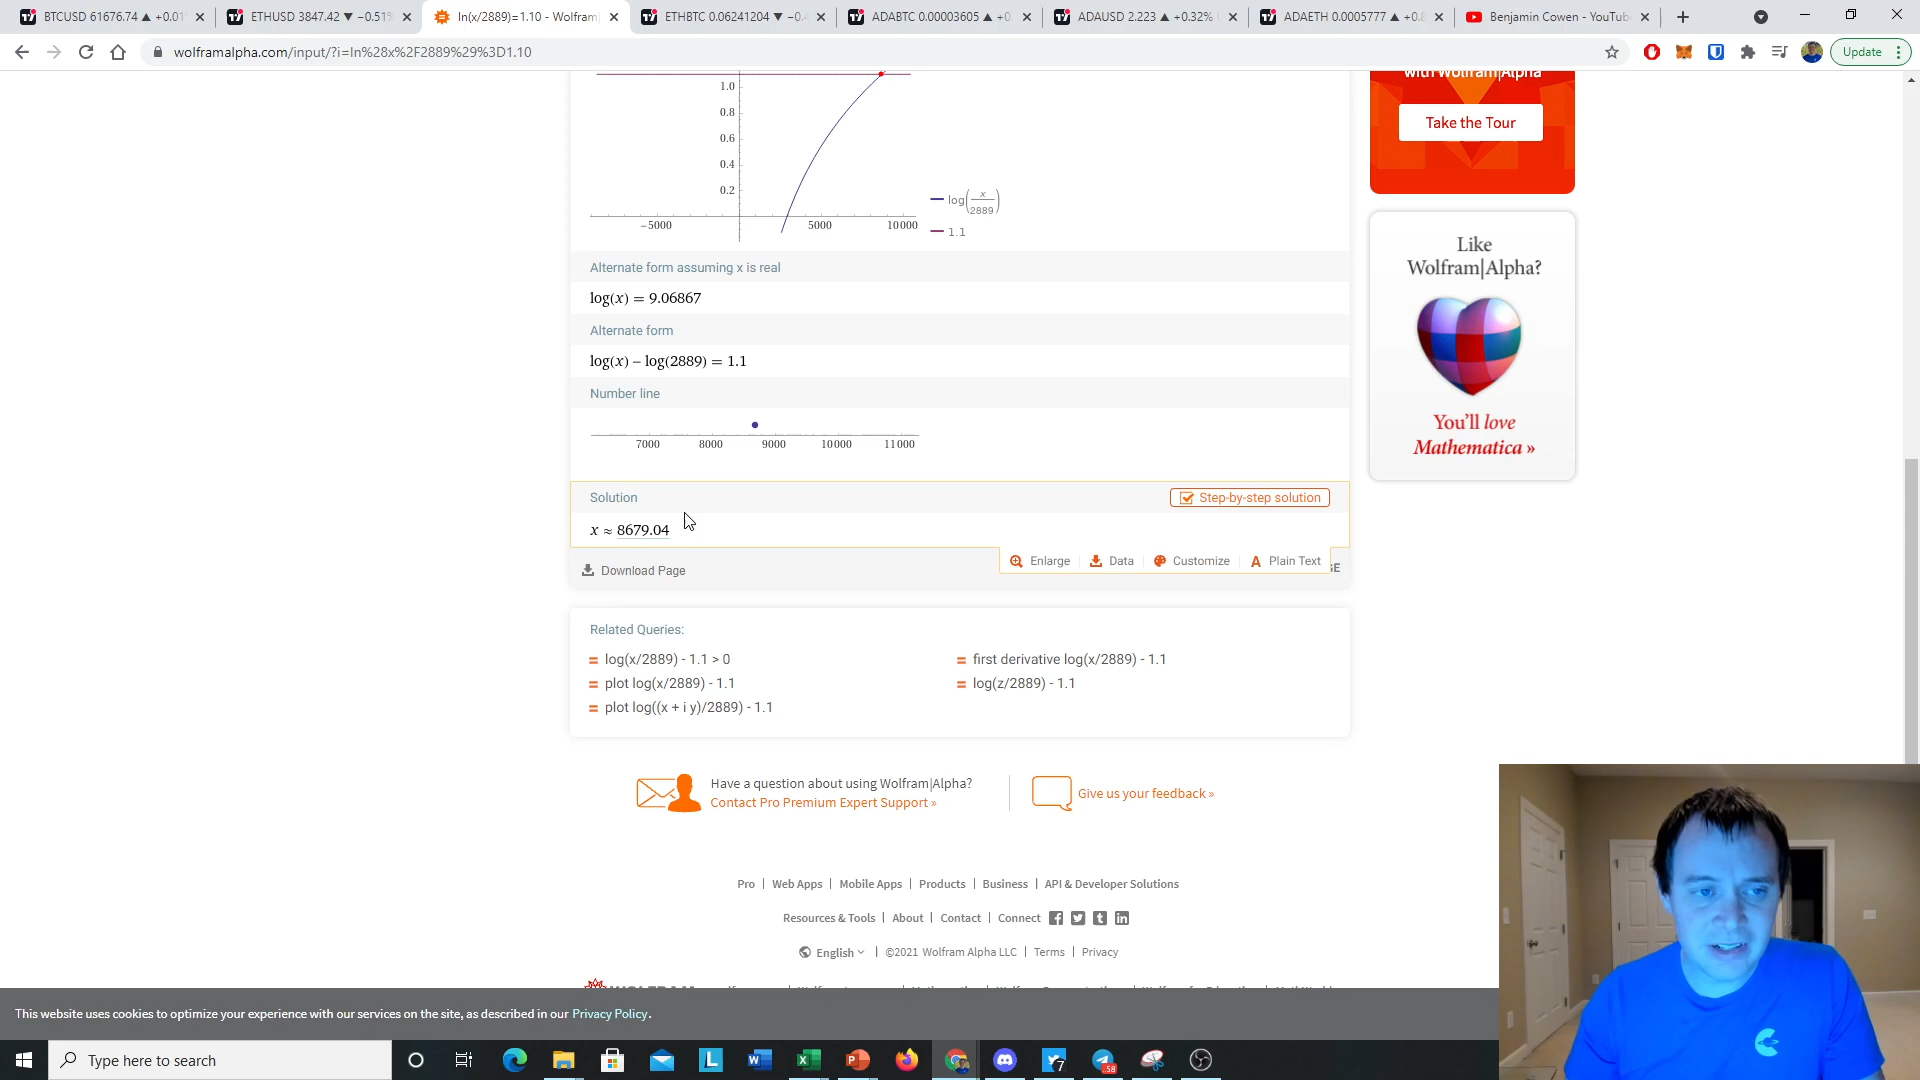 BTCUSD 61676.74 ▲ +0.01
ETHUSD 3847.42 ▼ −0.51%
ln(x/2889)=1.10 - Wolfram
ETHBTC 0.06241204 ▼ −0.
ADABTC 0.00003605 ▲ +0.
ADAUSD 2.223 ▲ +0.32%
ADAETH 0.0005777 ▲ +0.
Benjamin Cowen - YouTube
wolframalpha.com/input/?i=ln%28x%2F2889%29%3D1.10
Update
with Wolfram|Alpha
Take the Tour
1.0
0.8
0.6
0.4
0.2
−5000
5000
10000
log(x/2889)
1.1
Alternate form assuming x is real
log(x) = 9.06867
Alternate form
log(x) − log(2889) = 1.1
Number line
7000 8000 9000 10000 11000
Solution
Step-by-step solution
x ≈ 8679.04
Enlarge Data Customize A Plain Text
Download Page
GE
Like
Wolfram|Alpha?
You'll love
Mathematica »
Related Queries:
= log(x/2889) - 1.1 > 0
= first derivative log(x/2889) - 1.1
= plot log(x/2889) - 1.1
= log(z/2889) - 1.1
= plot log((x + i y)/2889) - 1.1
Have a question about using Wolfram|Alpha?
Contact Pro Premium Expert Support »
Give us your feedback »
Pro | Web Apps | Mobile Apps | Products | Business | API & Developer Solutions
Resources & Tools | About | Contact | Connect
English | ©2021 Wolfram Alpha LLC | Terms | Privacy
This website uses cookies to optimize your experience with our services on the site, as described in our Privacy Policy.
Type here to search
7
58